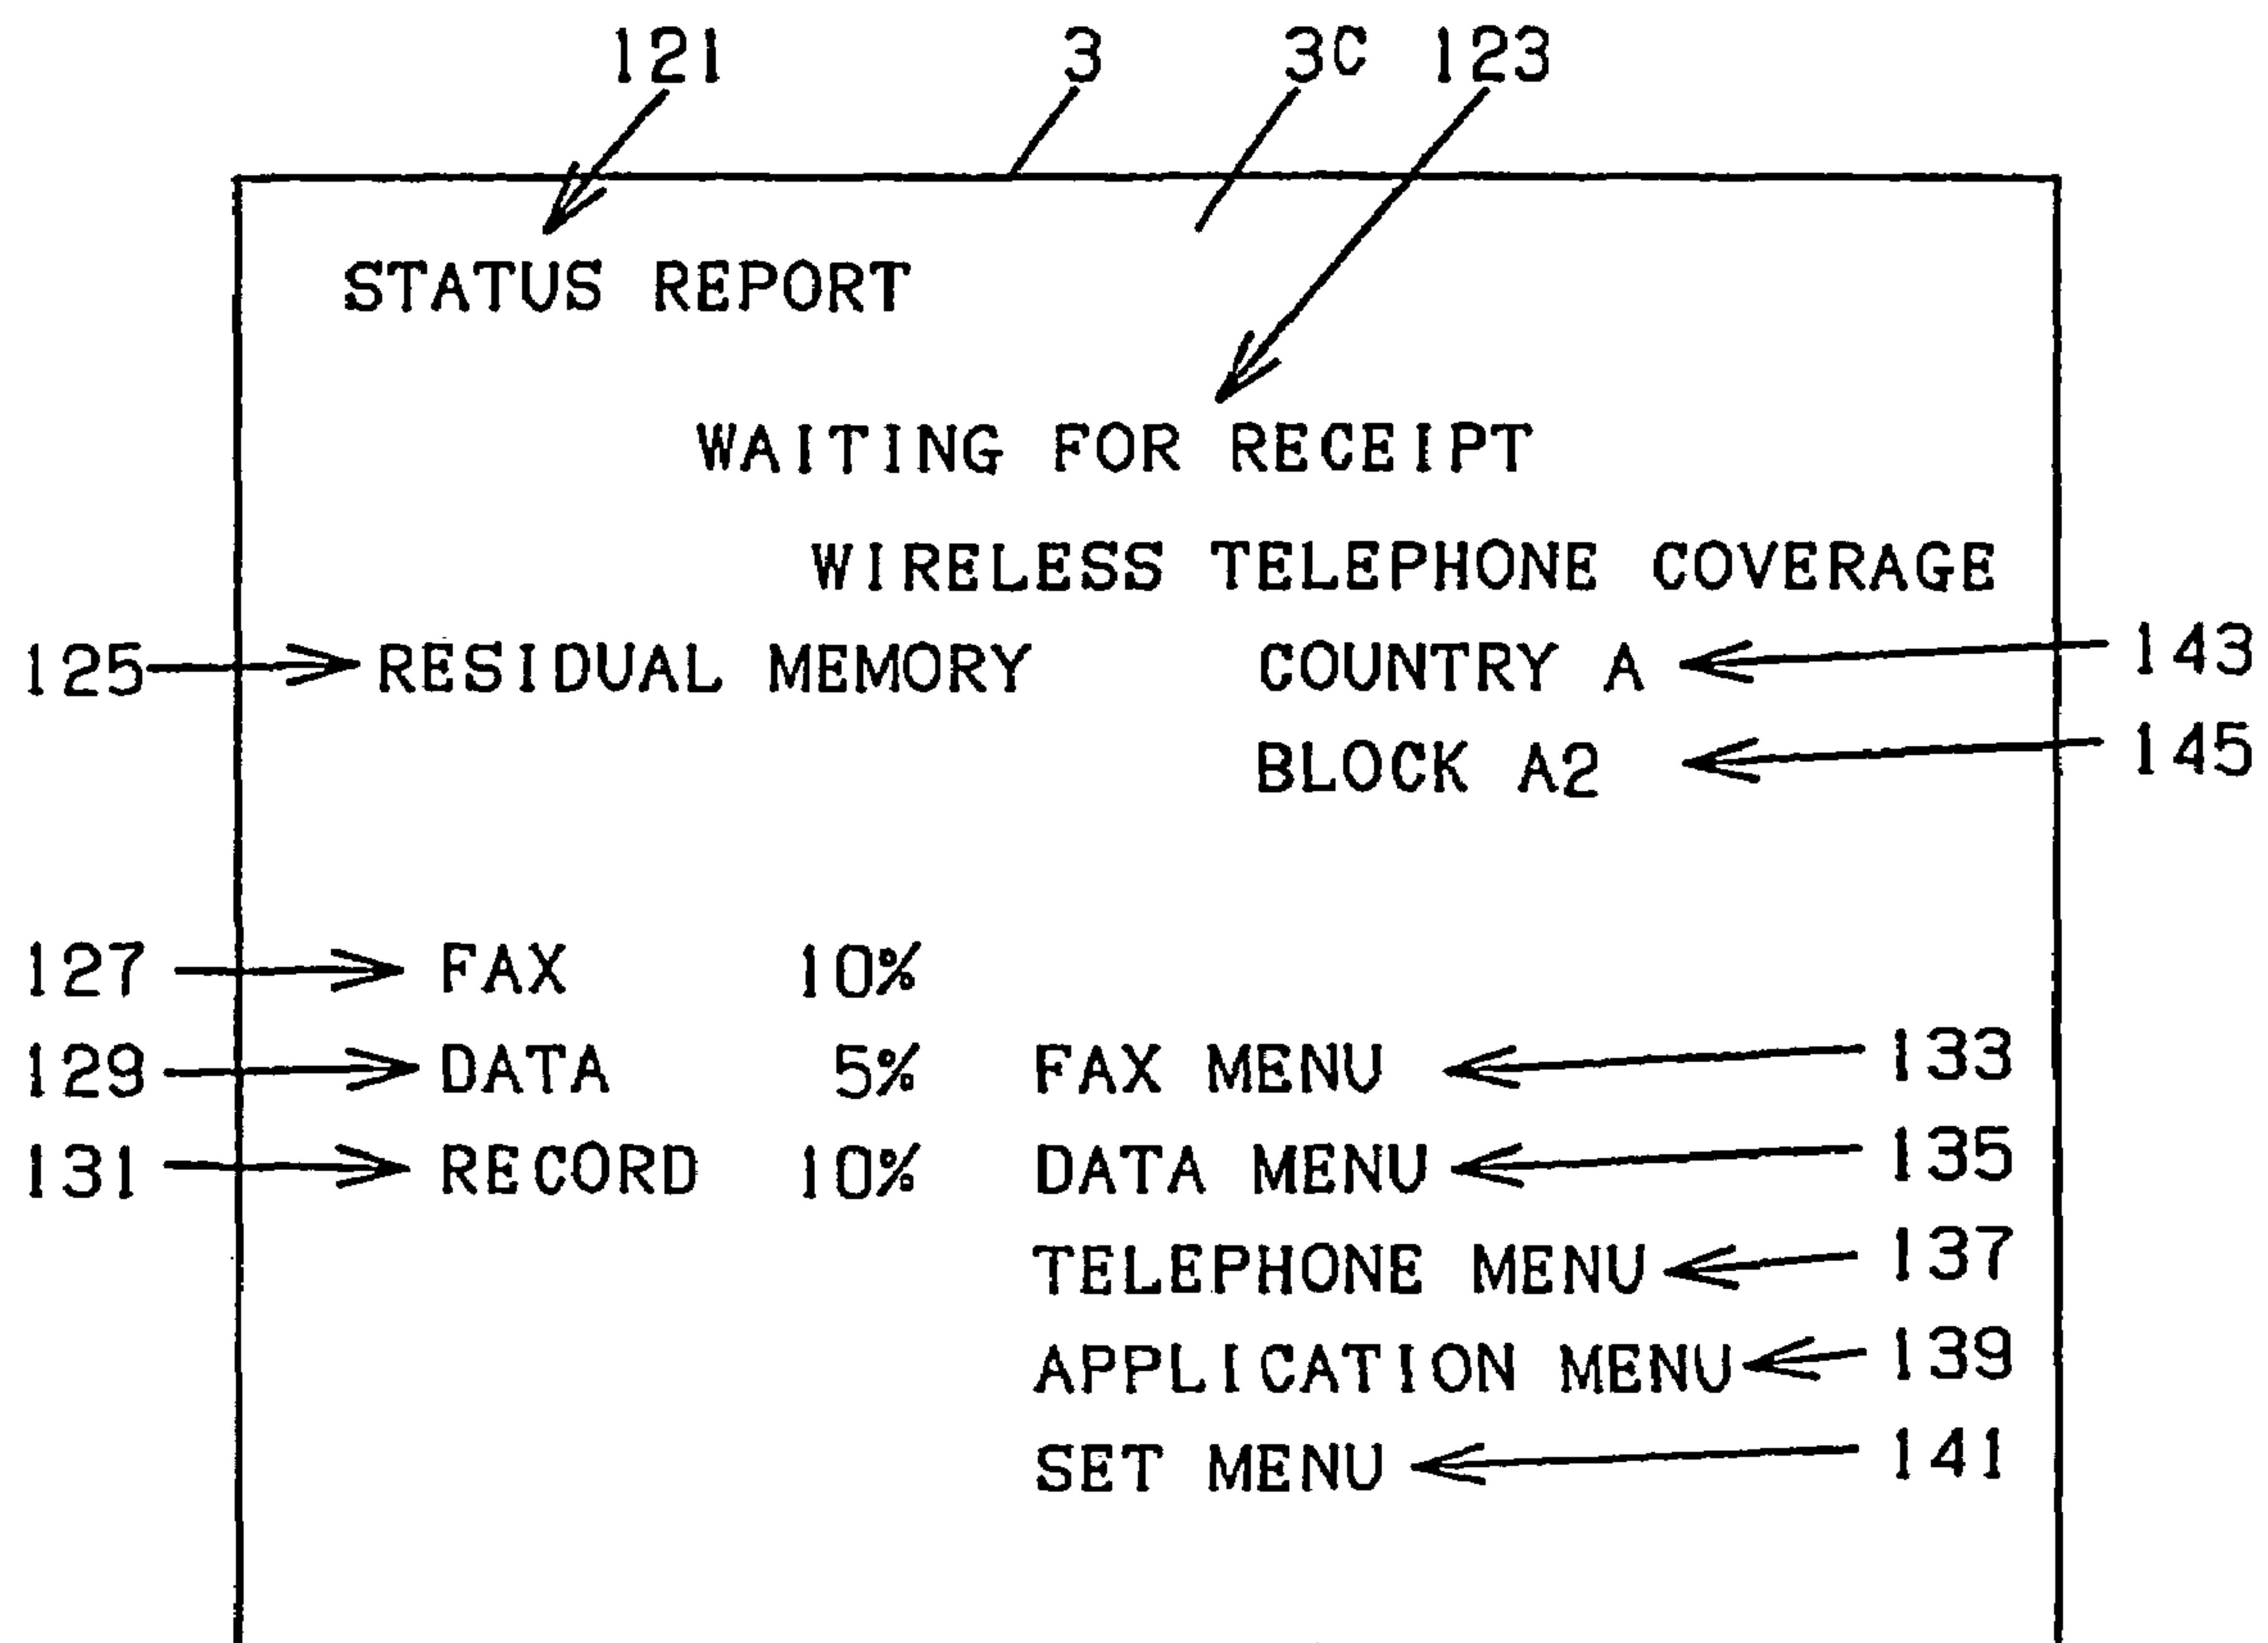 121 3 3C 123
STATUS REPORT
WAITING FOR RECEIPT
WIRELESS TELEPHONE COVERAGE
125 RESIDUAL MEMORY COUNTRY A 143
BLOCK A2 145
127 FAX 10%
129 DATA 5% FAX MENU 133
131 RECORD 10% DATA MENU 135
TELEPHONE MENU 137
APPLICATION MENU 139
SET MENU 141